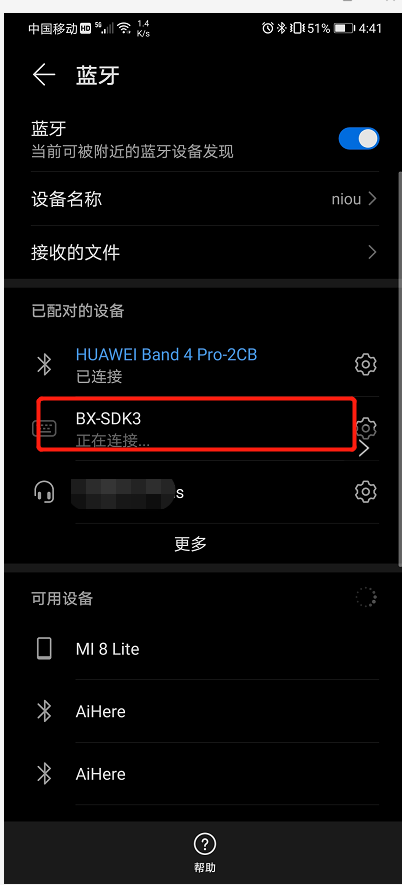 中国移动 HD 5G 1.4 K/s 51% 4:41
蓝牙
蓝牙
当前可被附近的蓝牙设备发现
设备名称 niou
接收的文件
已配对的设备
HUAWEI Band 4 Pro-2CB
已连接
BX-SDK3
正在连接...
s
更多
可用设备
MI 8 Lite
AiHere
AiHere
帮助